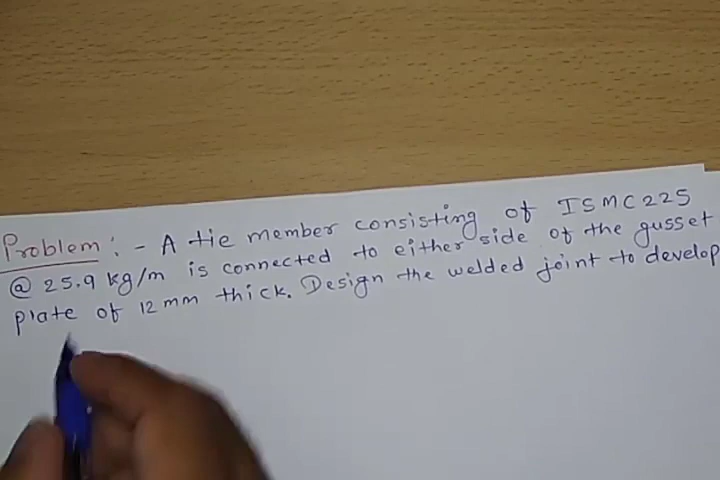 Problem : - A tie member consisting of ISMC225
@ 25.9 kg/m is connected to either side of the gusset
plate of 12 mm thick. Design the welded joint to develop